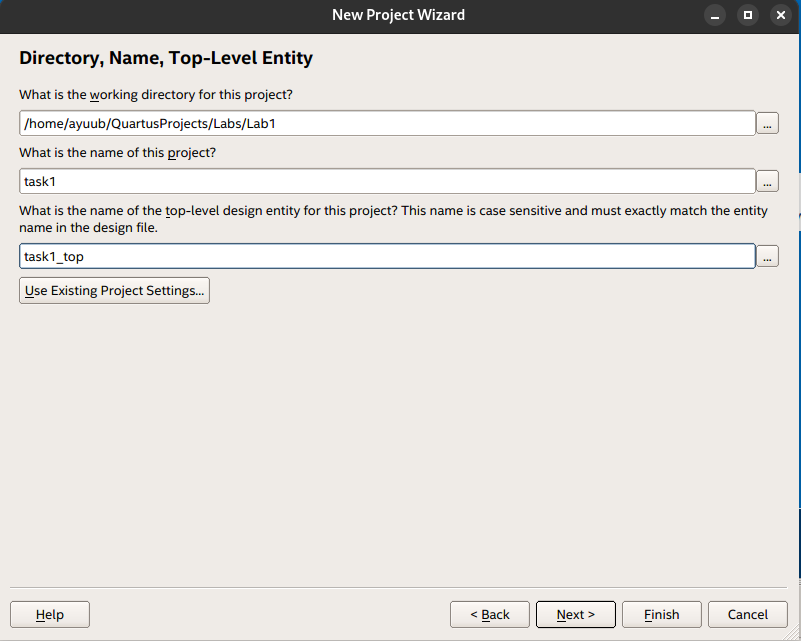 New Project Wizard
Directory, Name, Top-Level Entity
What is the working directory for this project?
/home/ayuub/QuartusProjects/Labs/Lab1
...
What is the name of this project?
task1
...
What is the name of the top-level design entity for this project? This name is case sensitive and must exactly match the entity
name in the design file.
task1_top
...
Use Existing Project Settings...
Help
< Back
Next >
Finish
Cancel